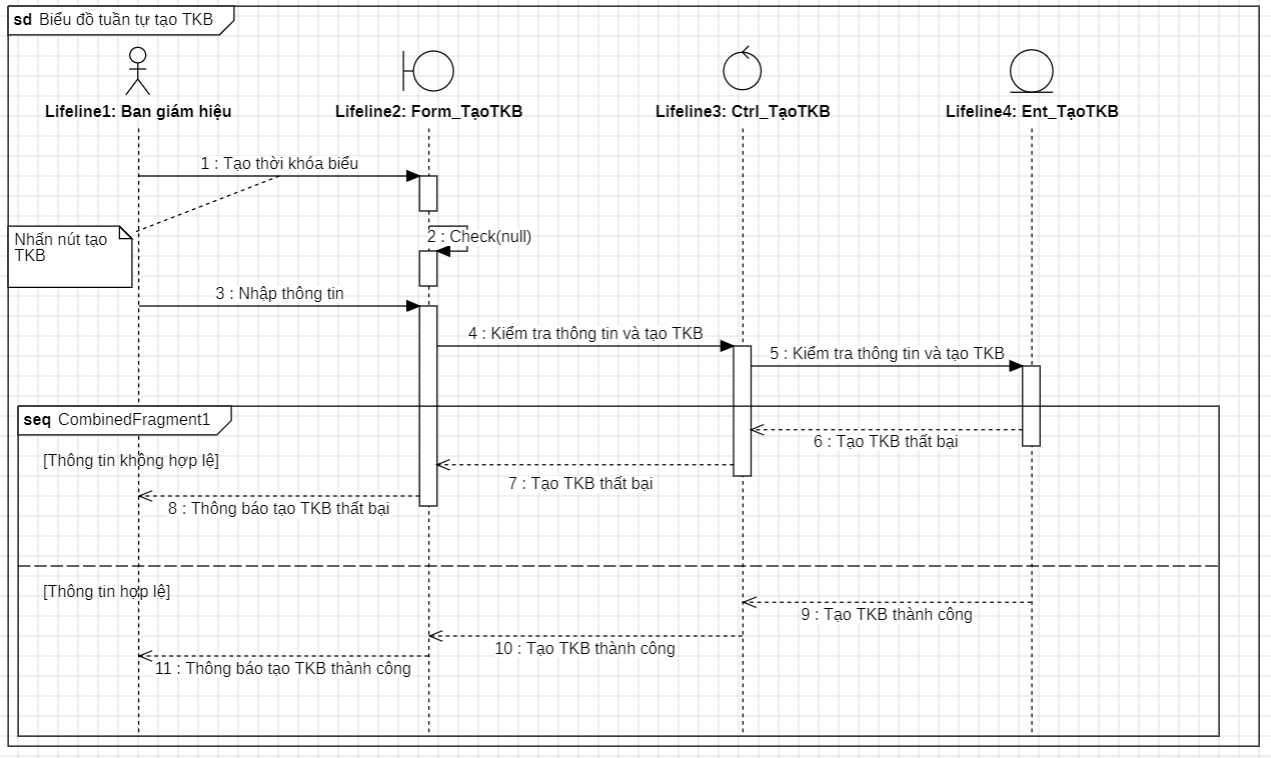 sd Biểu đồ tuần tự tạo TKB
Lifeline1: Ban giám hiệu
Lifeline2: Form_TạoTKB
Lifeline3: Ctrl_TạoTKB
Lifeline4: Ent_TạoTKB
1 : Tạo thời khóa biểu
Nhấn nút tạo
TKB
2 : Check(null)
3 : Nhập thông tin
4 : Kiểm tra thông tin và tạo TKB
5 : Kiểm tra thông tin và tạo TKB
seq CombinedFragment1
[Thông tin không hợp lệ]
6 : Tạo TKB thất bại
7 : Tạo TKB thất bại
8 : Thông báo tạo TKB thất bại
[Thông tin hợp lệ]
9 : Tạo TKB thành công
10 : Tạo TKB thành công
11 : Thông báo tạo TKB thành công